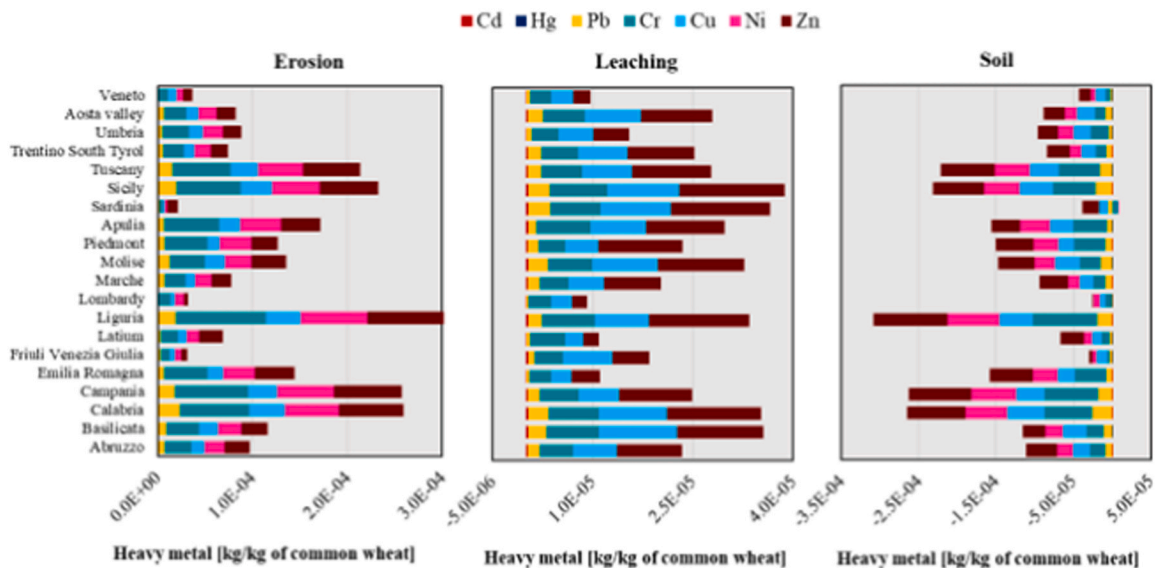 Cd Hg Pb Cr Cu Ni Zn
Erosion Leaching Soil
Veneto
Aosta valley
Umbria
Trentino South Tyrol
Tuscany
Sicily
Sardinia
Apulia
Piedmont
Molise
Marche
Lombardy
Liguria
Latium
Friuli Venezia Giulia
Emilia Romagna
Campania
Calabria
Basilicata
Abruzzo
0.0E+00 1.0E-04 2.0E-04 3.0E-04 -5.0E-06 1.0E-05 2.5E-05 4.0E-05 -3.5E-04 -2.5E-04 -1.5E-04 -5.0E-05 5.0E-05
Heavy metal [kg/kg of common wheat] Heavy metal [kg/kg of common wheat] Heavy metal [kg/kg of common wheat]